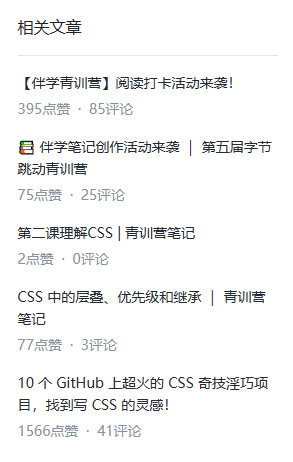 相关文章
【伴学青训营】阅读打卡活动来袭！
395点赞 · 85评论
📚 伴学笔记创作活动来袭 ｜ 第五届字节
跳动青训营
75点赞 · 25评论
第二课理解CSS | 青训营笔记
2点赞 · 0评论
CSS 中的层叠、优先级和继承 ｜ 青训营
笔记
77点赞 · 3评论
10 个 GitHub 上超火的 CSS 奇技淫巧项
目，找到写 CSS 的灵感！
1566点赞 · 41评论